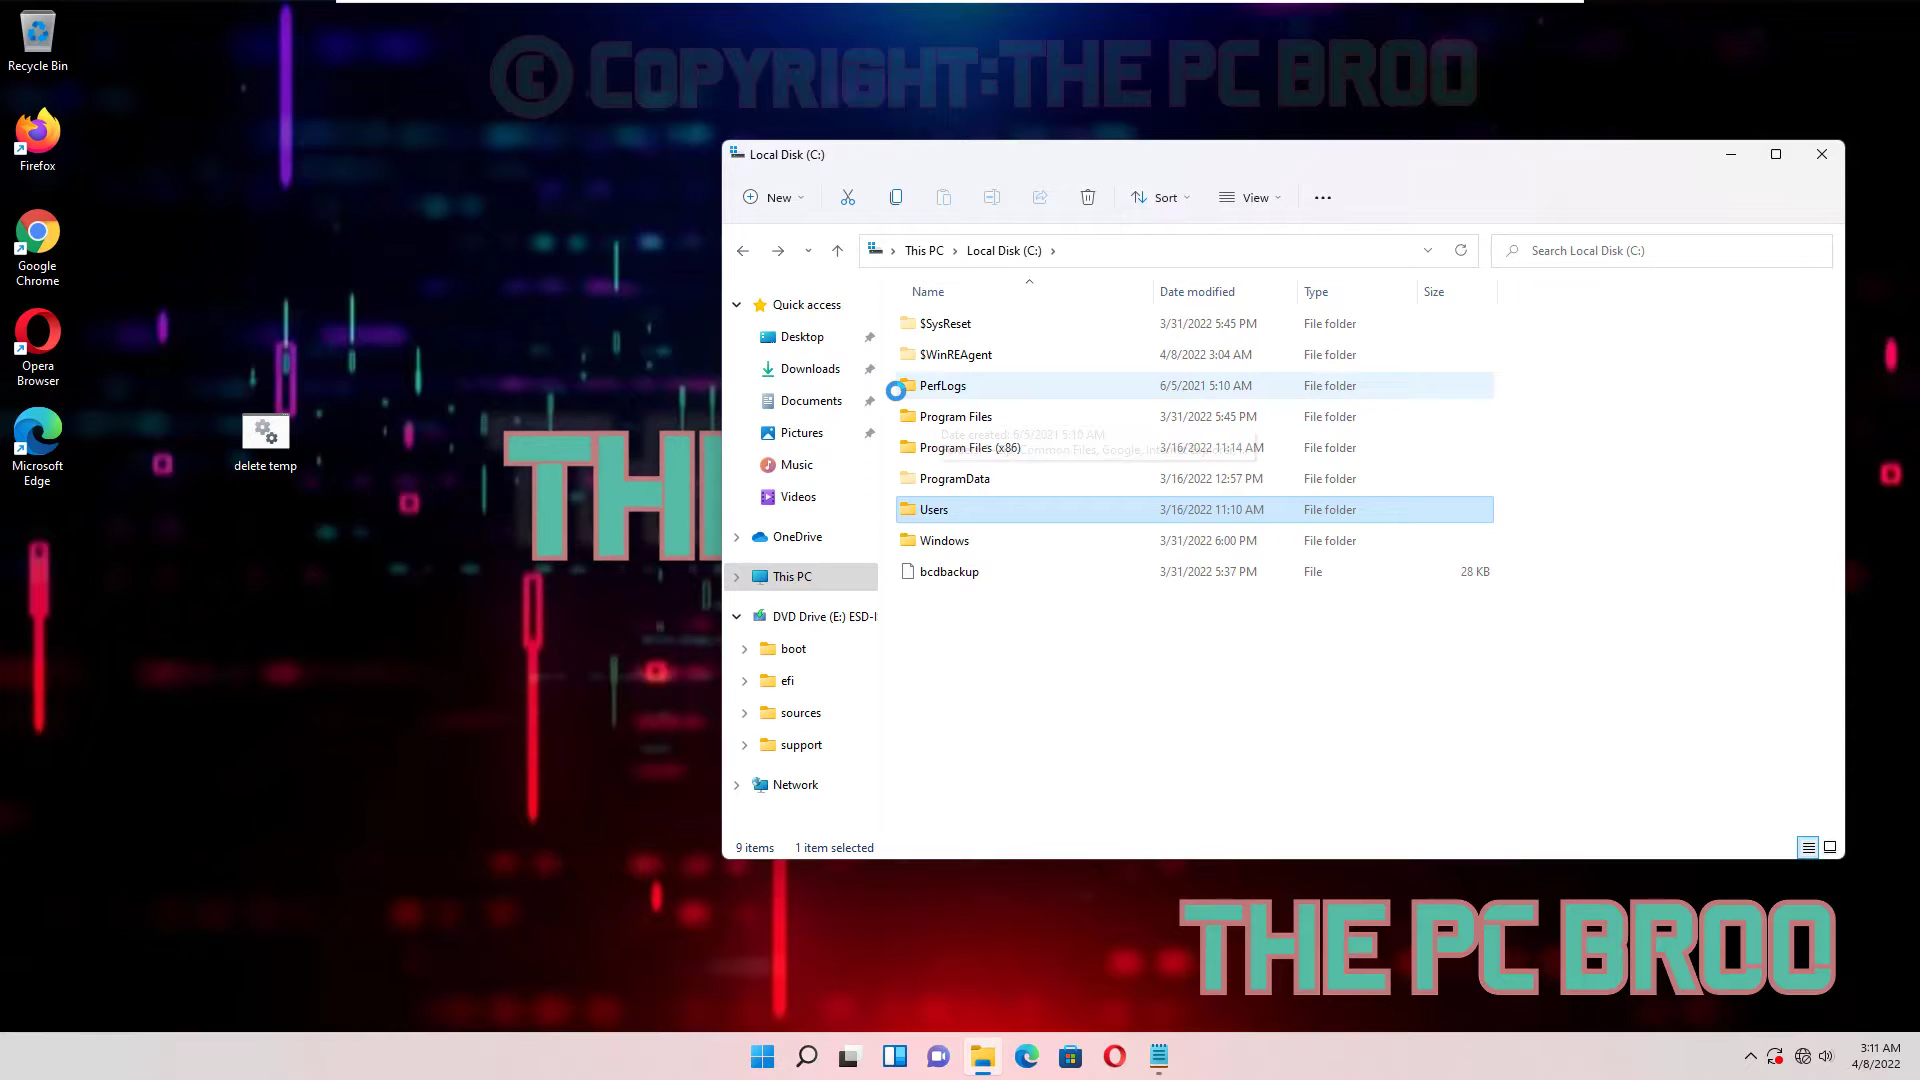 © COPYRIGHT:THE PC BROO
Recycle Bin
Firefox
Google
Chrome
Opera
Browser
Microsoft
Edge
delete temp
TH
Local Disk (C:)
New
Sort
View
This PC
Local Disk (C:)
Search Local Disk (C:)
Name
Date modified
Type
Size
Quick access
Desktop
Downloads
Documents
Pictures
Music
Videos
OneDrive
This PC
DVD Drive (E:) ESD-I
boot
efi
sources
support
Network
$SysReset 3/31/2022 5:45 PM File folder
$WinREAgent 4/8/2022 3:04 AM File folder
PerfLogs 6/5/2021 5:10 AM File folder
Program Files 3/31/2022 5:45 PM File folder
Date created: 6/5/2021 5:10 AM
Program Files (x86) 3/16/2022 11:14 AM File folder
Common Files, Google,
ProgramData 3/16/2022 12:57 PM File folder
Users 3/16/2022 11:10 AM File folder
Windows 3/31/2022 6:00 PM File folder
bcdbackup 3/31/2022 5:37 PM File 28 KB
9 items
1 item selected
THE PC BROO
3:11 AM
4/8/2022